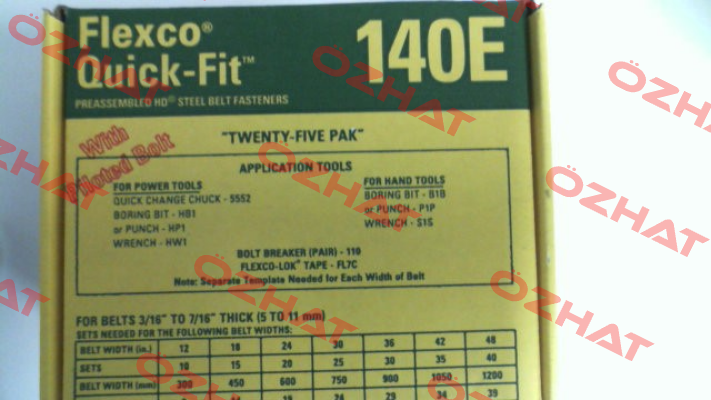 Flexco® 140E
Quick-Fit™
PREASSEMBLED HD® STEEL BELT FASTENERS
With
Piloted Bolt
"TWENTY-FIVE PAK"
APPLICATION TOOLS
FOR POWER TOOLS
QUICK CHANGE CHUCK - 5552
BORING BIT - HB1
or PUNCH - HP1
WRENCH - HW1
FOR HAND TOOLS
BORING BIT - B1B
or PUNCH - P1P
WRENCH - S1S
BOLT BREAKER (PAIR) - 110
FLEXCO-LOK® TAPE - FL7C
Note: Separate Template Needed for Each Width of Belt
FOR BELTS 3/16" TO 7/16" THICK (5 TO 11 mm)
SETS NEEDED FOR THE FOLLOWING BELT WIDTHS:
BELT WIDTH (in.) 12 18 24 30 36 42 48
SETS 10 15 20 25 30 35 40
BELT WIDTH (mm) 300 450 600 750 900 1050 1200
19 24 29 34 39
ÖZHAT
ÖZHAT
ÖZHAT
ÖZHAT
ÖZHAT
ÖZHAT
ÖZHAT
ÖZHAT